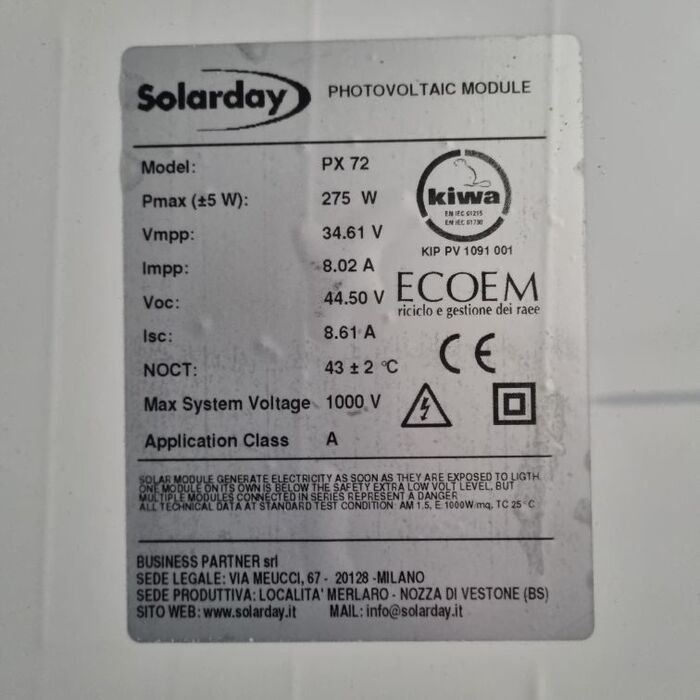 Solarday PHOTOVOLTAIC MODULE
Model: PX 72
Pmax (±5 W): 275 W
Vmpp: 34.61 V
Impp: 8.02 A
Voc: 44.50 V
Isc: 8.61 A
NOCT: 43 ± 2 °C
Max System Voltage 1000 V
Application Class A
kiwa
EN IEC 61215
EN IEC 61730
KIP PV 1091 001
ECOEM
riciclo e gestione dei raee
CE
SOLAR MODULE GENERATE ELECTRICITY AS SOON AS THEY ARE EXPOSED TO LIGTH
ONE MODULE ON ITS OWN IS BELOW THE SAFETY EXTRA LOW VOLT LEVEL, BUT
MULTIPLE MODULES CONNECTED IN SERIES REPRESENT A DANGER
ALL TECHNICAL DATA AT STANDARD TEST CONDITION: AM 1.5, E 1000W/mq, TC 25° C
BUSINESS PARTNER srl
SEDE LEGALE: VIA MEUCCI, 67 - 20128 -MILANO
SEDE PRODUTTIVA: LOCALITA' MERLARO - NOZZA DI VESTONE (BS)
SITO WEB: www.solarday.it MAIL: info@solarday.it